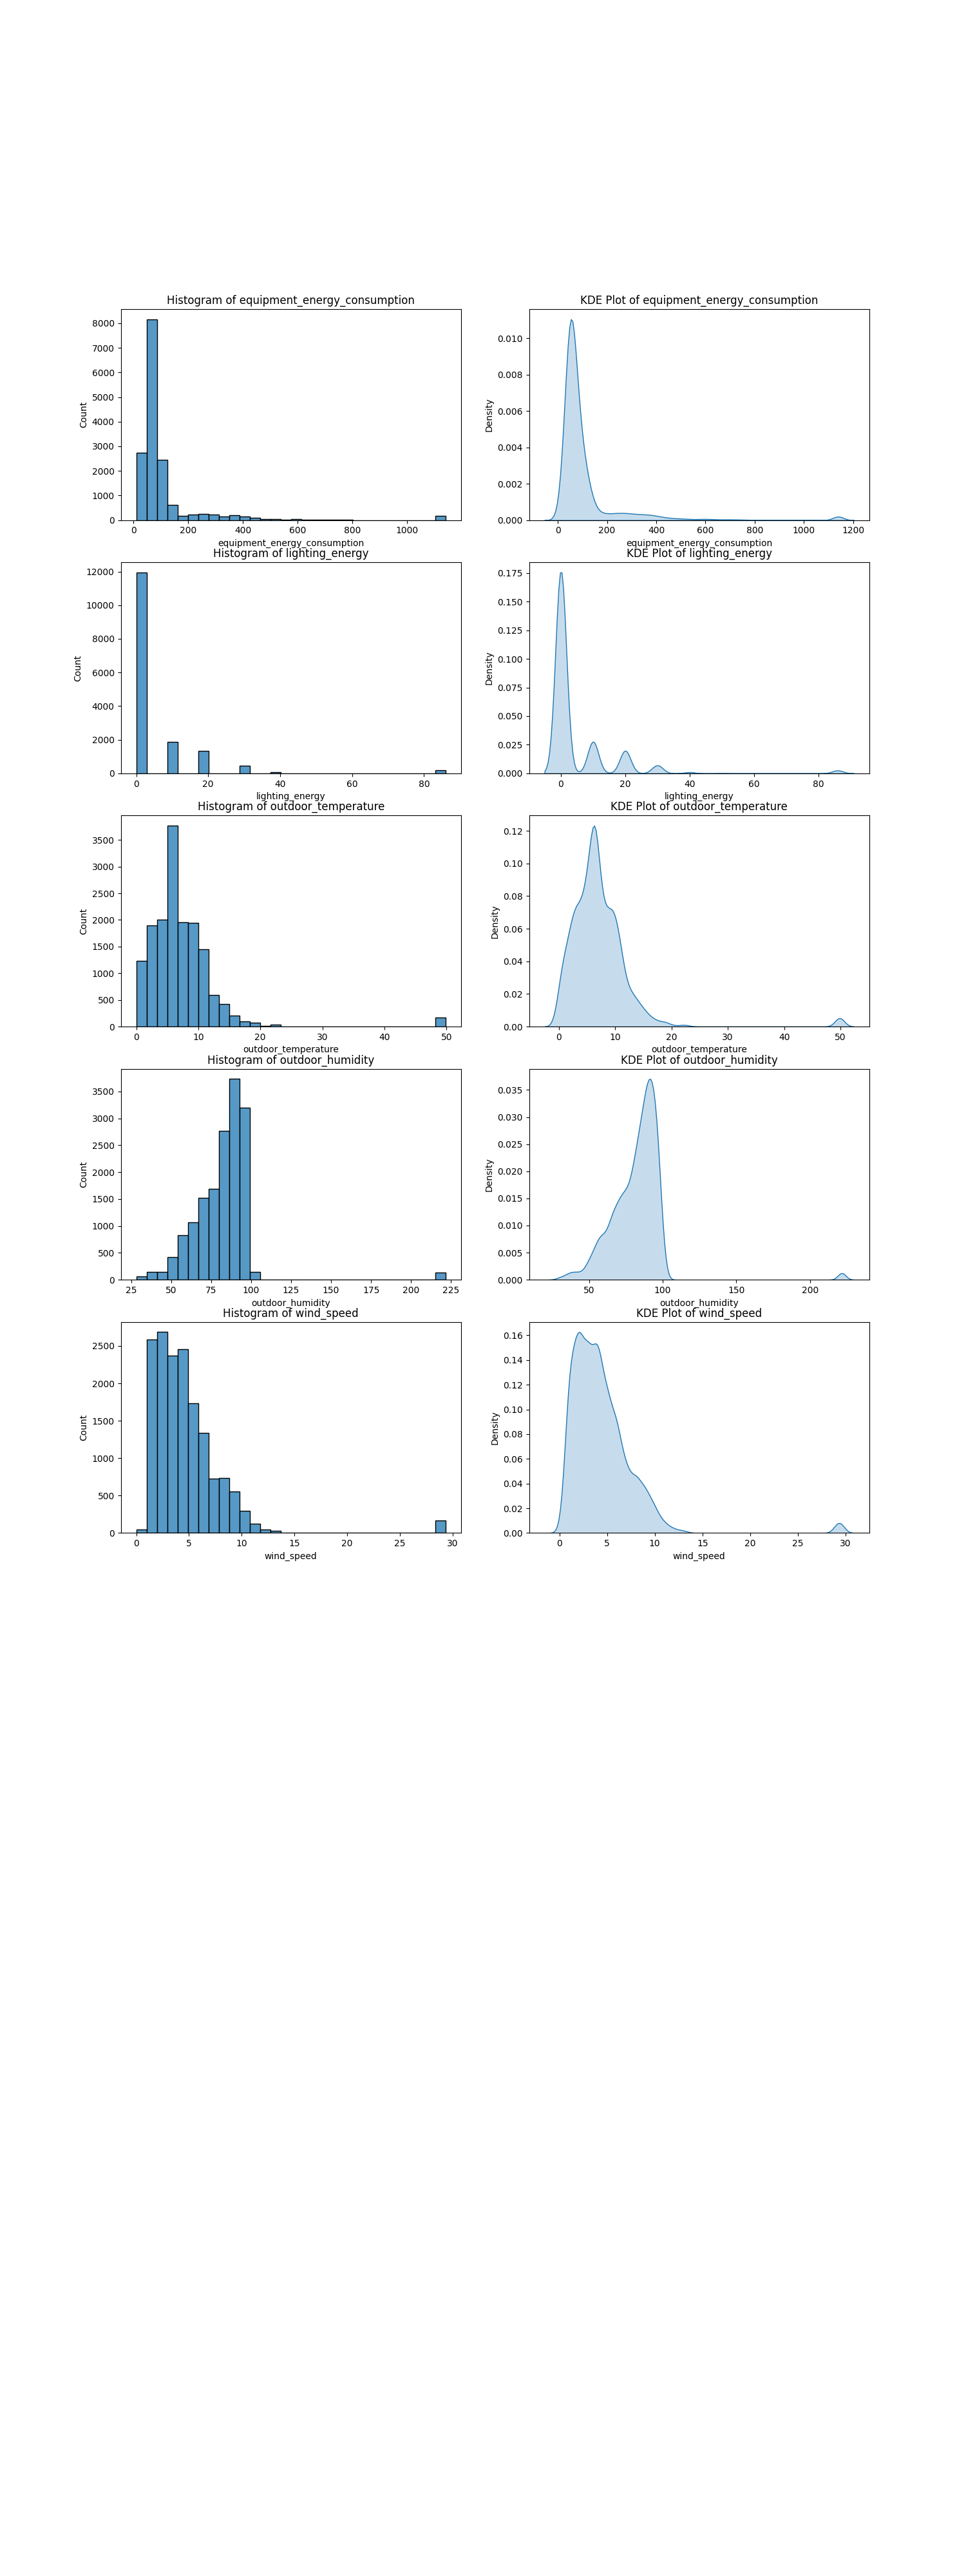 Histogram of equipment_energy_consumption
KDE Plot of equipment_energy_consumption
Count
8000
7000
6000
5000
4000
3000
2000
1000
0
0 200 400 600 800 1000
equipment_energy_consumption
Density
0.010
0.008
0.006
0.004
0.002
0.000
0 200 400 600 800 1000 1200
equipment_energy_consumption
Histogram of lighting_energy
KDE Plot of lighting_energy
Count
12000
10000
8000
6000
4000
2000
0
0 20 40 60 80
lighting_energy
Density
0.175
0.150
0.125
0.100
0.075
0.050
0.025
0.000
0 20 40 60 80
lighting_energy
Histogram of outdoor_temperature
KDE Plot of outdoor_temperature
Count
3500
3000
2500
2000
1500
1000
500
0
0 10 20 30 40 50
outdoor_temperature
Density
0.12
0.10
0.08
0.06
0.04
0.02
0.00
0 10 20 30 40 50
outdoor_temperature
Histogram of outdoor_humidity
KDE Plot of outdoor_humidity
Count
3500
3000
2500
2000
1500
1000
500
0
25 50 75 100 125 150 175 200 225
outdoor_humidity
Density
0.035
0.030
0.025
0.020
0.015
0.010
0.005
0.000
50 100 150 200
outdoor_humidity
Histogram of wind_speed
KDE Plot of wind_speed
Count
2500
2000
1500
1000
500
0
0 5 10 15 20 25 30
wind_speed
Density
0.16
0.14
0.12
0.10
0.08
0.06
0.04
0.02
0.00
0 5 10 15 20 25 30
wind_speed